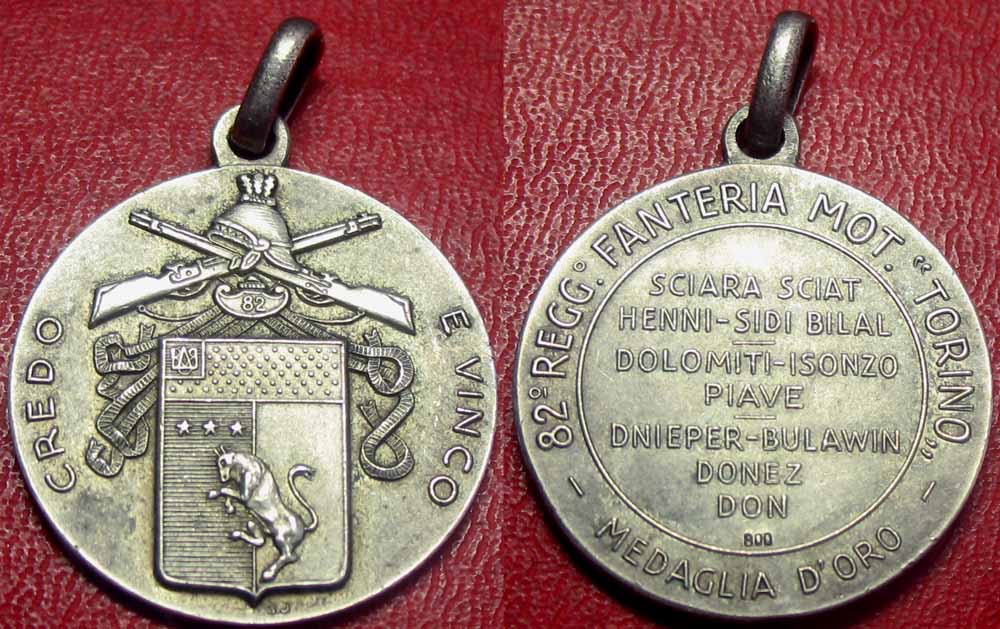 CREDO
E VINCO
82
82º REGG.º FANTERIA MOT. "TORINO"
SCIARA SCIAT
HENNI-SIDI BILAL
DOLOMITI-ISONZO
PIAVE
DNIEPER-BULAWIN
DONEZ
DON
800
- MEDAGLIA D'ORO -